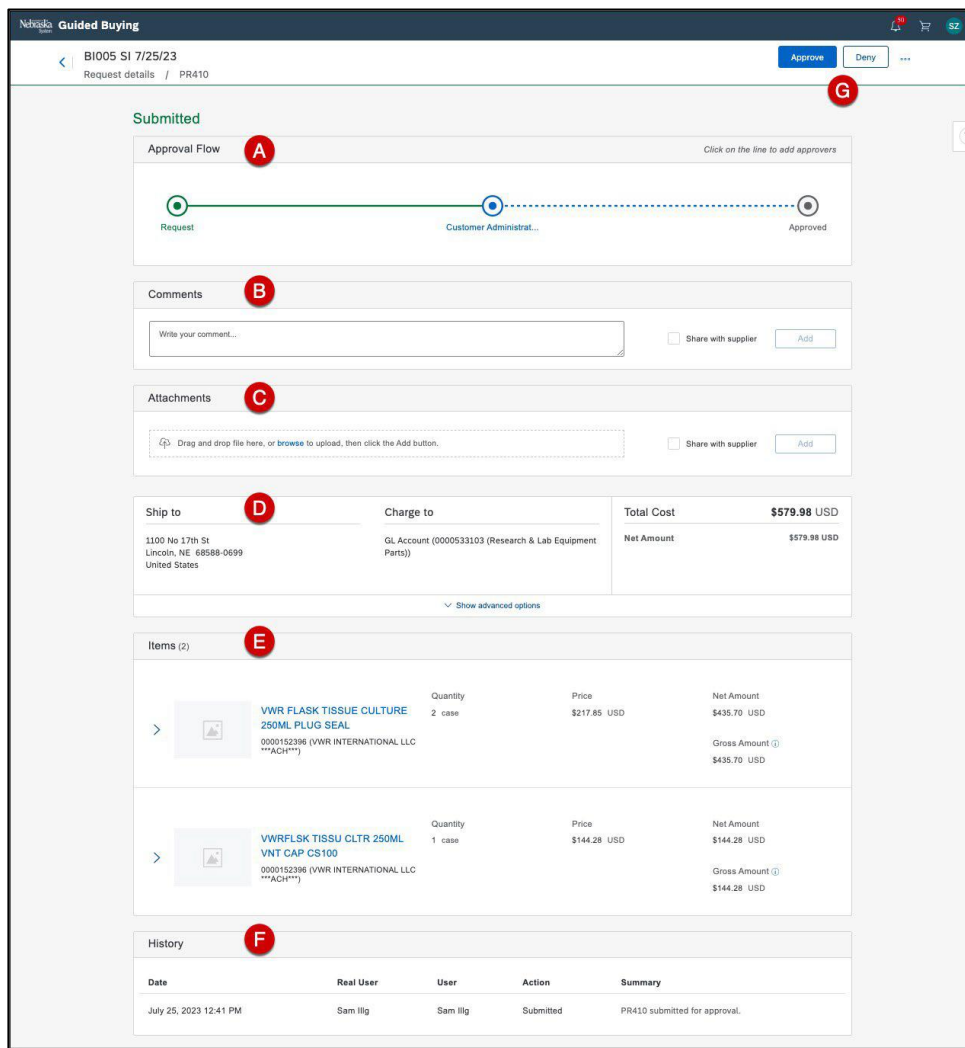 Nebraska System Guided Buying
30
SZ
BI005 SI 7/25/23
Request details / PR410
Approve
Deny
G
Submitted
Approval Flow
A
Click on the line to add approvers
Request
Customer Administrat...
Approved
Comments
B
Write your comment...
Share with supplier
Add
Attachments
C
Drag and drop file here, or browse to upload, then click the Add button.
Share with supplier
Add
Ship to
D
1100 No 17th St
Lincoln, NE 68588-0699
United States
Charge to
GL Account (0000533103 (Research & Lab Equipment
Parts))
Total Cost $579.98 USD
Net Amount $579.98 USD
Show advanced options
Items (2)
E
VWR FLASK TISSUE CULTURE
250ML PLUG SEAL
0000152396 (VWR INTERNATIONAL LLC
***ACH***)
Quantity
2 case
Price
$217.85 USD
Net Amount
$435.70 USD
Gross Amount
$435.70 USD
VWRFLSK TISSU CLTR 250ML
VNT CAP CS100
0000152396 (VWR INTERNATIONAL LLC
***ACH***)
Quantity
1 case
Price
$144.28 USD
Net Amount
$144.28 USD
Gross Amount
$144.28 USD
History
F
Date Real User User Action Summary
July 25, 2023 12:41 PM Sam Illg Sam Illg Submitted PR410 submitted for approval.